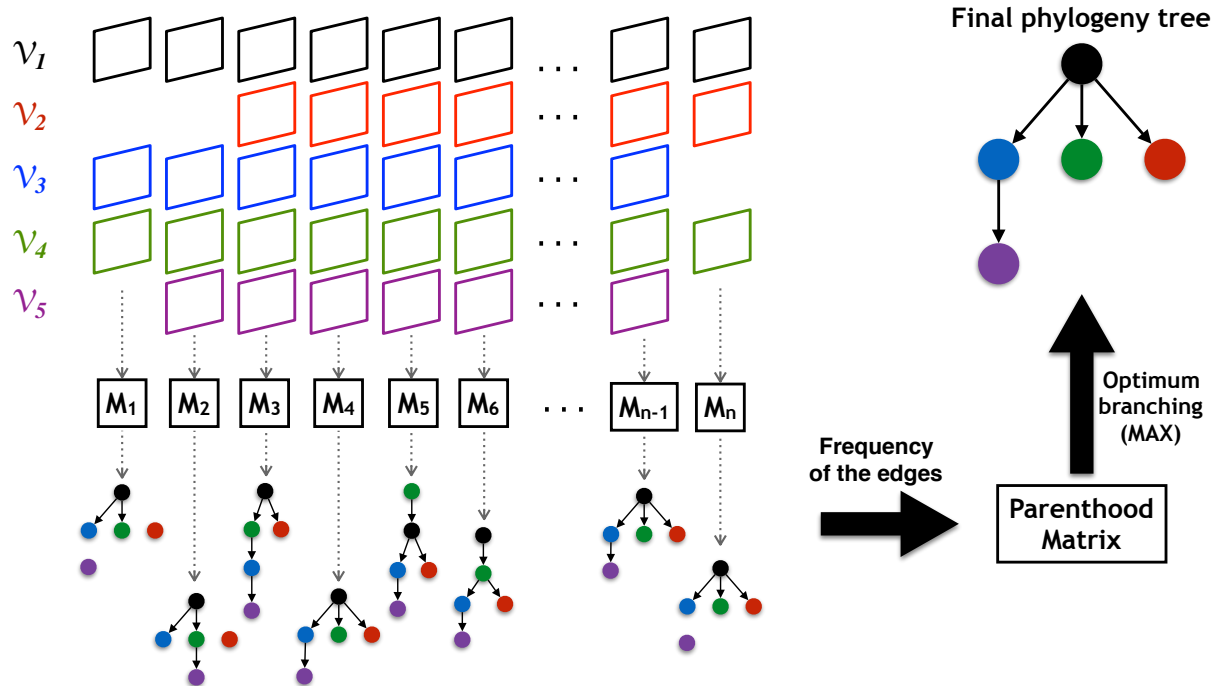 Final phylogeny tree
𝒱1
. . .
𝒱2
. . .
𝒱3
. . .
𝒱4
. . .
𝒱5
. . .
M1 M2 M3 M4 M5 M6 . . . Mn-1 Mn
Optimum
branching
(MAX)
Frequency
of the edges
Parenthood
Matrix